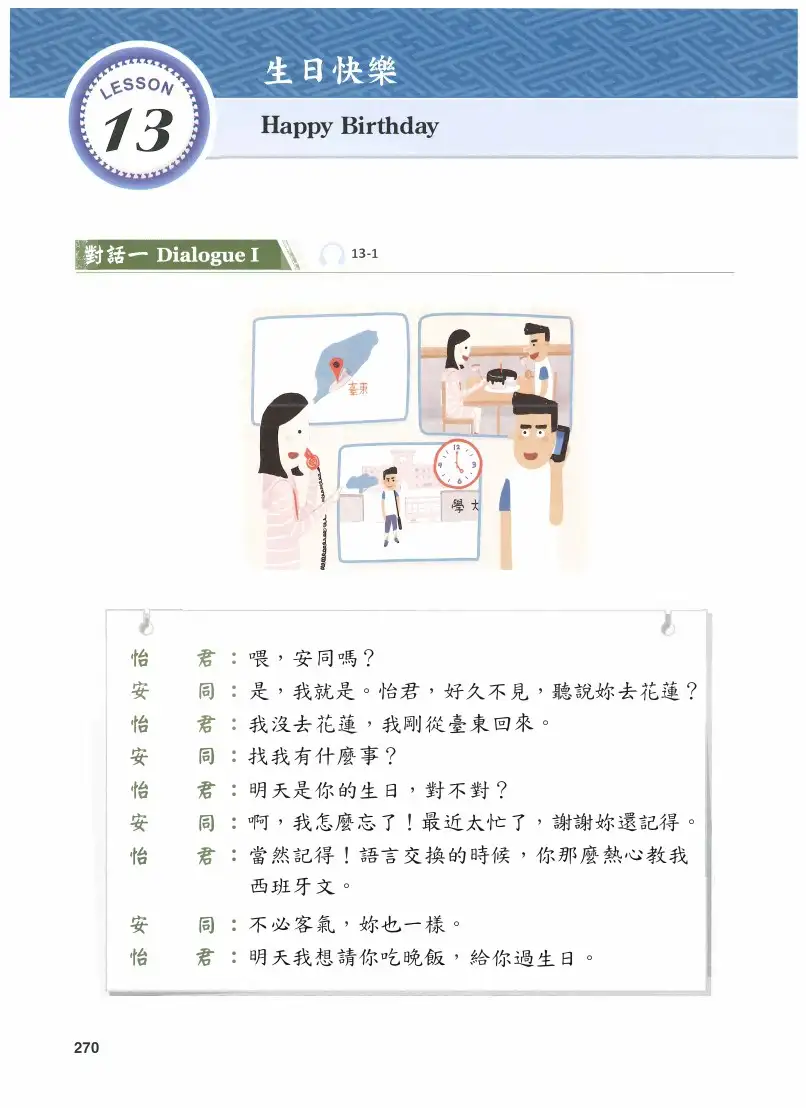 生日快樂
LESSON
13
Happy Birthday
對話一 Dialogue I
13-1
臺東
12
3
6
9
學大
怡君：喂，安同嗎？
安同：是，我就是。怡君，好久不見，聽說妳去花蓮？
怡君：我沒去花蓮，我剛從臺東回來。
安同：找我有什麼事？
怡君：明天是你的生日，對不對？
安同：啊，我怎麼忘了！最近太忙了，謝謝妳還記得。
怡君：當然記得！語言交換的時候，你那麼熱心教我
西班牙文。
安同：不必客氣，妳也一樣。
怡君：明天我想請你吃晚飯，給你過生日。
270